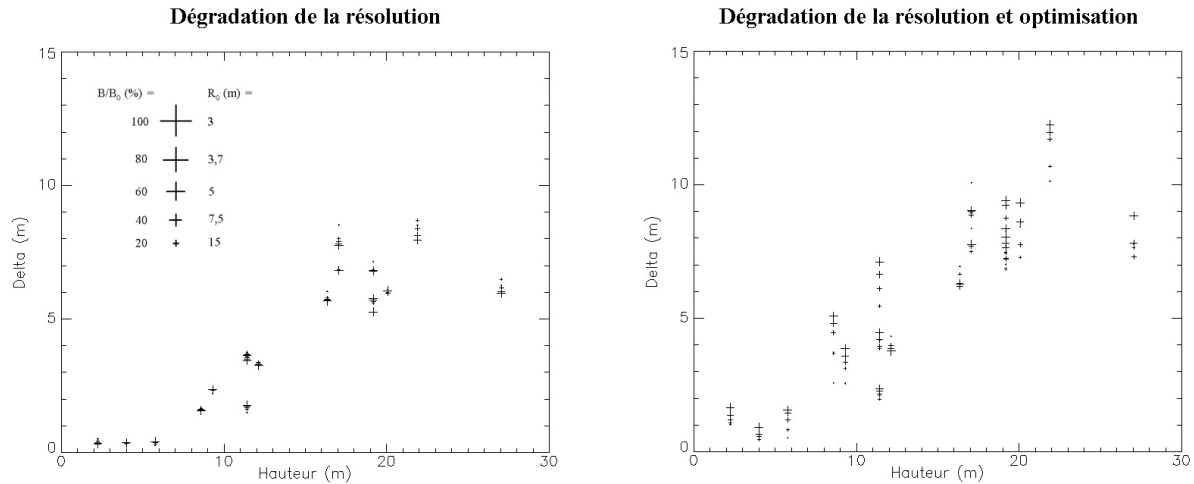 Dégradation de la résolution
15
10
5
0
Delta (m)
B/B₀ (%) = R₀ (m) =
100 3
80 3,7
60 5
40 7,5
20 15
0 10 20 30
Hauteur (m)
Dégradation de la résolution et optimisation
15
10
5
0
Delta (m)
0 10 20 30
Hauteur (m)